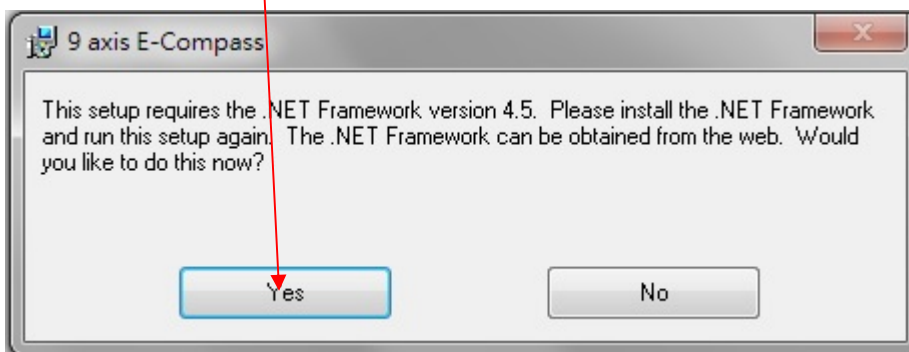 9 axis E-Compass
This setup requires the .NET Framework version 4.5.  Please install the .NET Framework
and run this setup again.  The .NET Framework can be obtained from the web.  Would
you like to do this now?
Yes
No